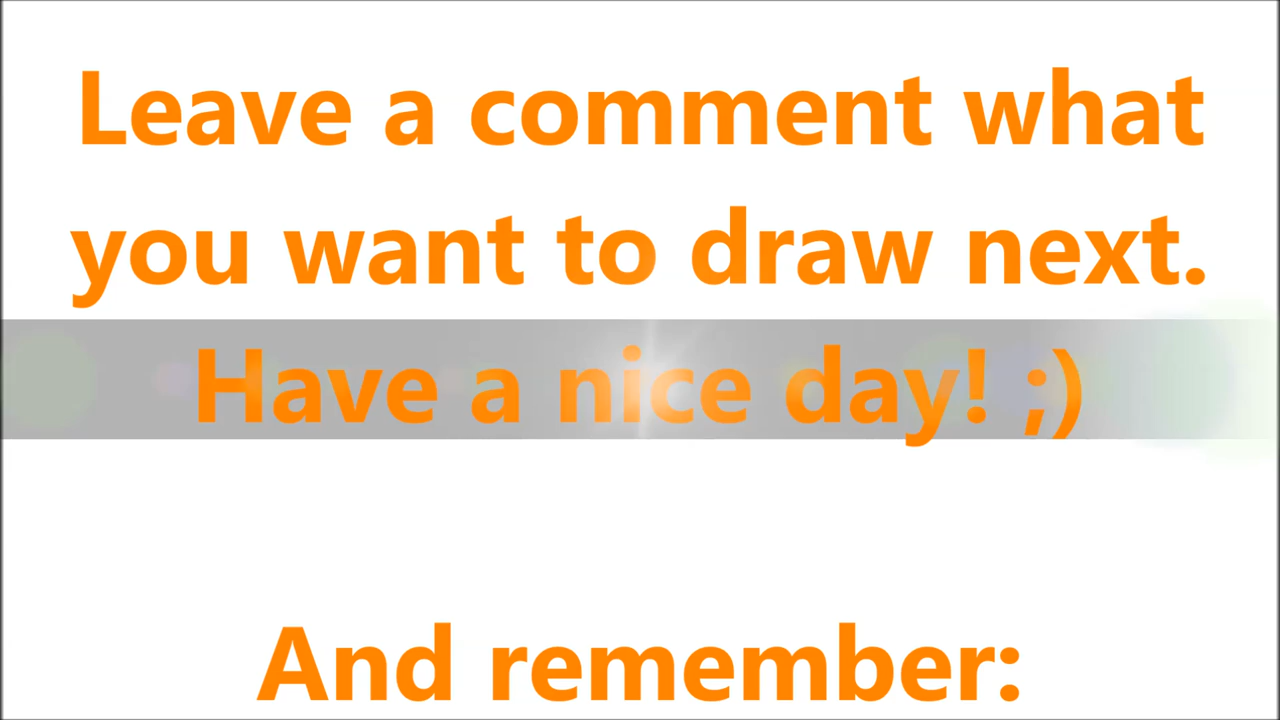 Leave a comment what
you want to draw next.
Have a nice day! ;)
And remember: